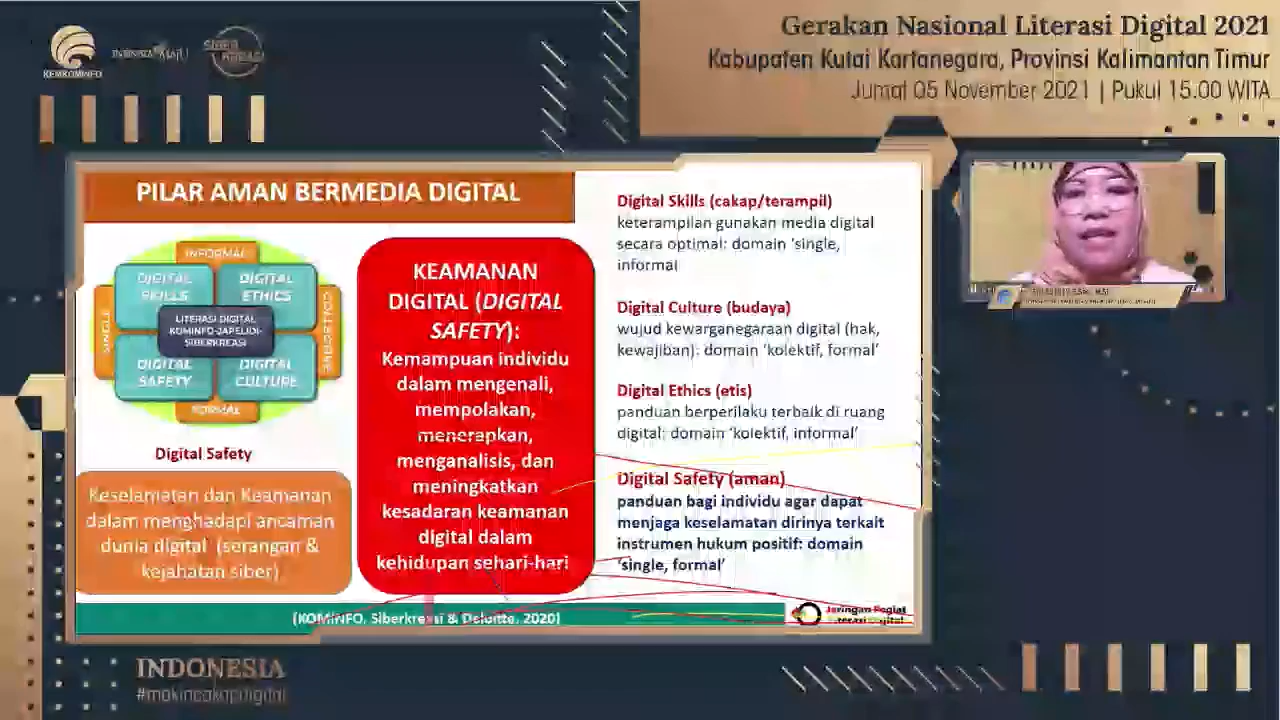 KEMKOMINFO
SIBER KREASI
Gerakan Nasional Literasi Digital 2021
Kabupaten Kutai Kartanegara, Provinsi Kalimantan Timur
Jumat 05 November 2021 | Pukul 15.00 WITA
PILAR AMAN BERMEDIA DIGITAL
INFORMAL
DIGITAL SKILLS
DIGITAL ETHICS
SINGLE
LITERASI DIGITAL
KOMINFO-JAPELIDI-
SIBERKREASI
DIGITAL SAFETY
DIGITAL CULTURE
FORMAL
Digital Safety
Keselamatan dan Keamanan
dalam menghadapi ancaman
dunia digital (serangan &
kejahatan siber)
KEAMANAN
DIGITAL (DIGITAL
SAFETY):
Kemampuan individu
dalam mengenali,
mempolakan,
menerapkan,
menganalisis, dan
meningkatkan
kesadaran keamanan
digital dalam
kehidupan sehari-hari
Digital Skills (cakap/terampil)
keterampilan gunakan media digital
secara optimal: domain ‘single,
informal
Digital Culture (budaya)
wujud kewarganegaraan digital (hak,
kewajiban): domain ‘kolektif, formal’
Digital Ethics (etis)
panduan berperilaku terbaik di ruang
digital: domain ‘kolektif, informal’
Digital Safety (aman)
panduan bagi individu agar dapat
menjaga keselamatan dirinya terkait
instrumen hukum positif: domain
‘single, formal’
(KOMINFO, Siberkreasi & Deloitte, 2020)
Jaringan Pegiat
Literasi Digital
INDONESIA
#makincakapdigital